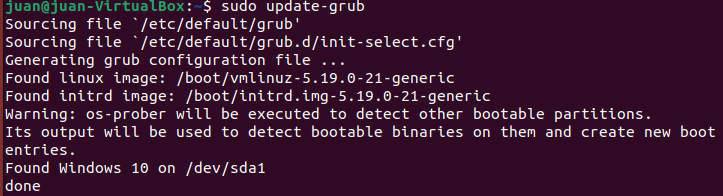 juan@juan-VirtualBox:~$ sudo update-grub
Sourcing file `/etc/default/grub'
Sourcing file `/etc/default/grub.d/init-select.cfg'
Generating grub configuration file ...
Found linux image: /boot/vmlinuz-5.19.0-21-generic
Found initrd image: /boot/initrd.img-5.19.0-21-generic
Warning: os-prober will be executed to detect other bootable partitions.
Its output will be used to detect bootable binaries on them and create new boot
entries.
Found Windows 10 on /dev/sda1
done